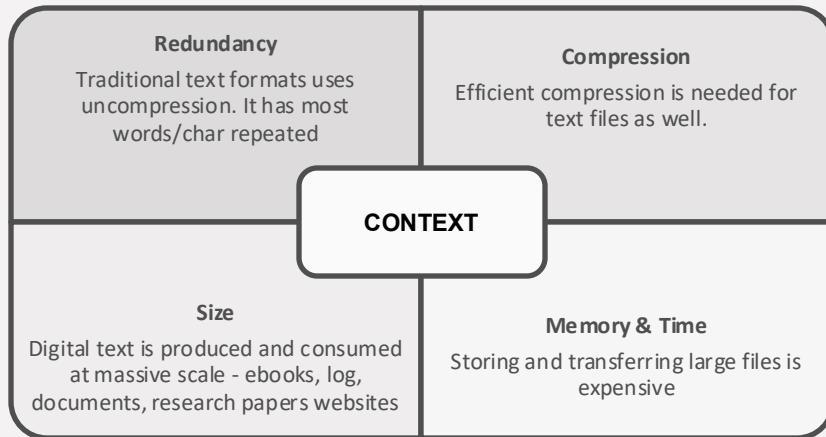 Redundancy
Traditional text formats uses
uncompression. It has most
words/char repeated
Compression
Efficient compression is needed for
text files as well.
CONTEXT
Size
Digital text is produced and consumed
at massive scale - ebooks, log,
documents, research papers websites
Memory & Time
Storing and transferring large files is
expensive